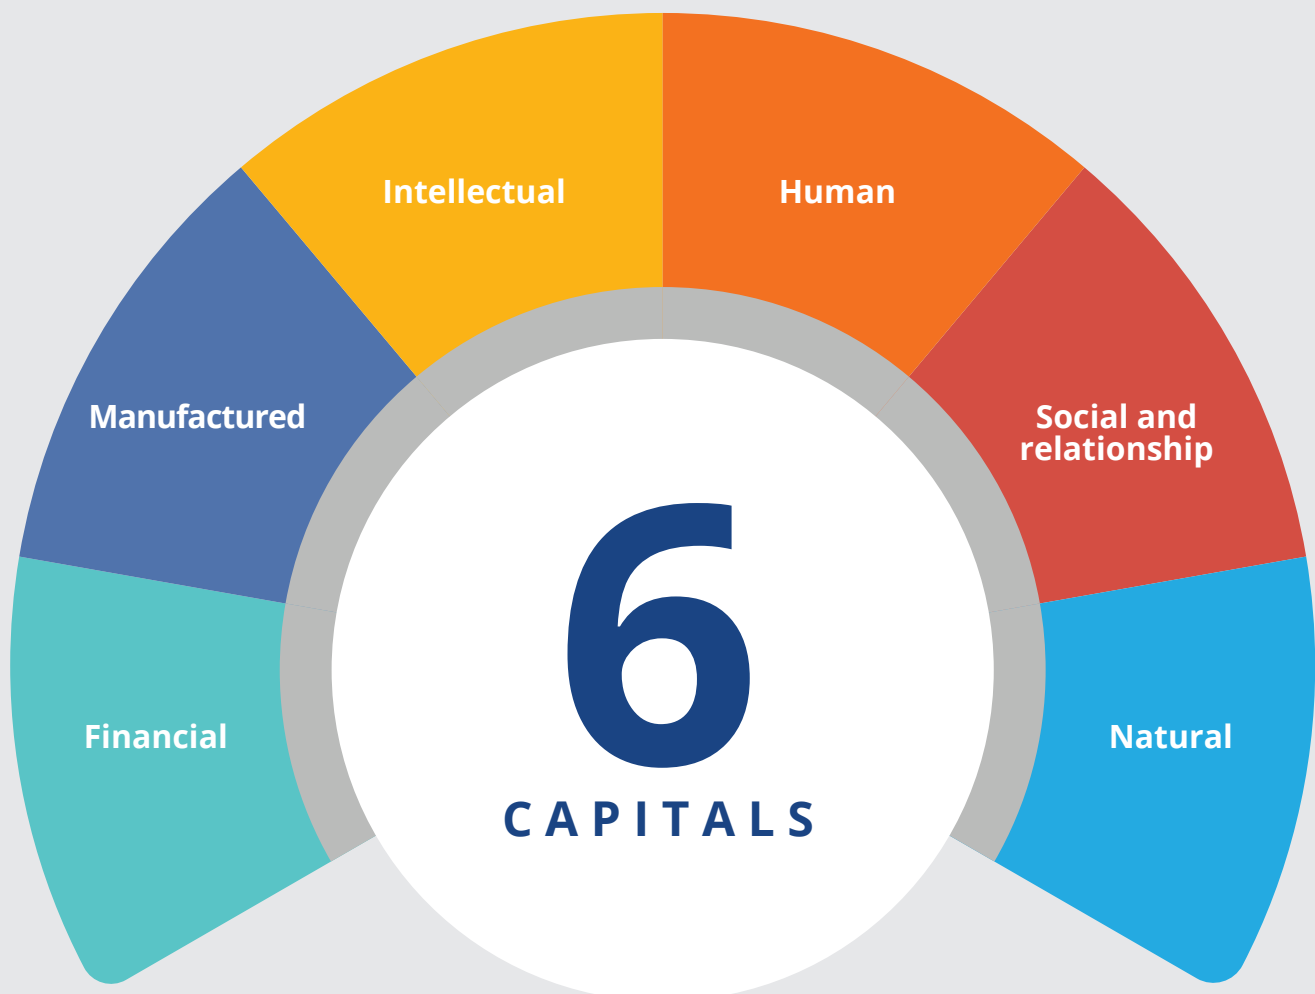 Intellectual
Human
Manufactured
Social and
relationship
Financial
Natural
6
CAPITALS